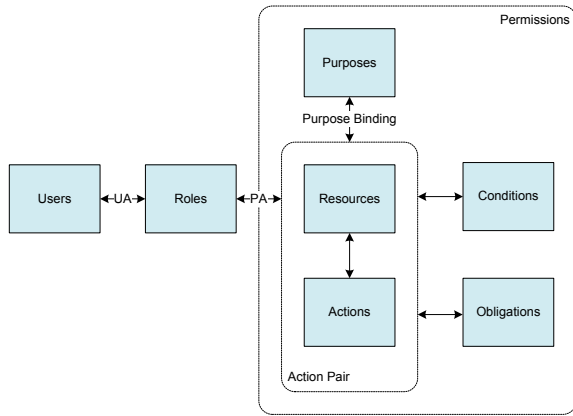 Permissions
Purposes
Purpose Binding
Users
UA
Roles
PA
Resources
Conditions
Actions
Obligations
Action Pair